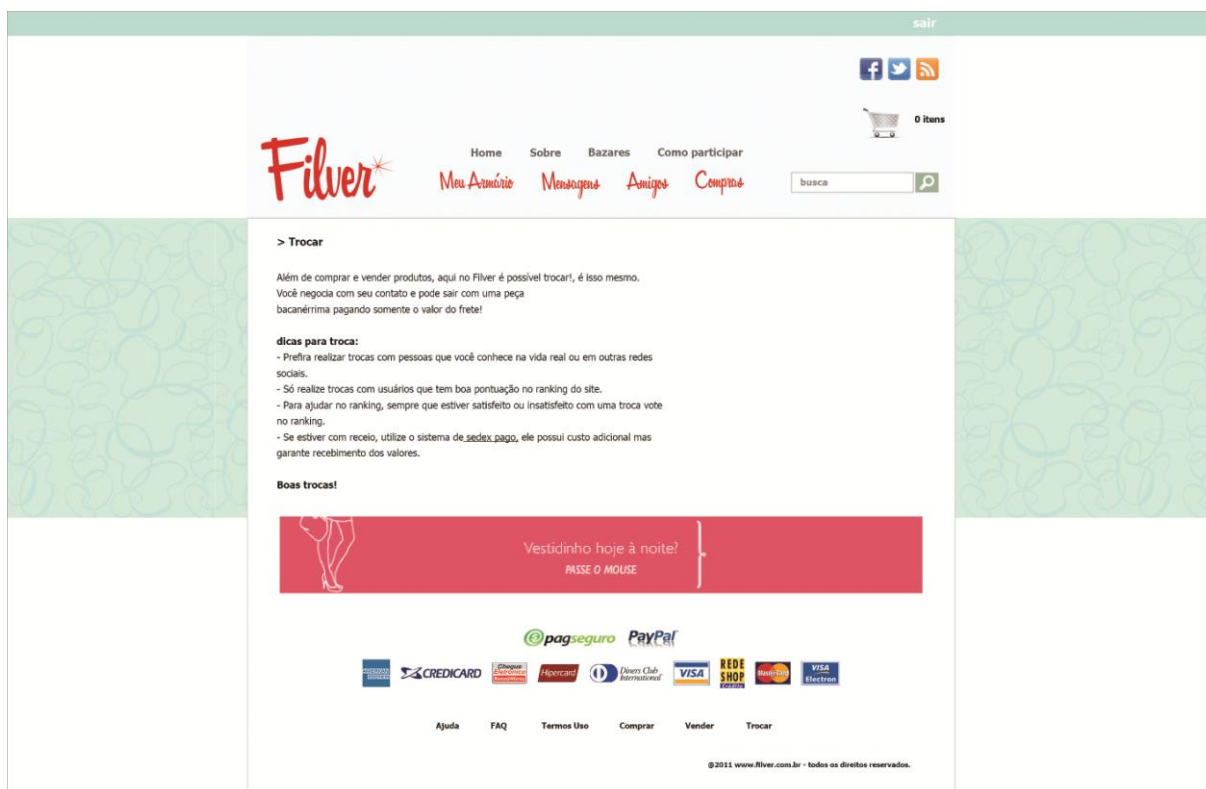 sair
0 itens
Filver
Home Sobre Bazares Como participar
Meu Armário Mensagens Amigos Compras
busca
> Trocar
Além de comprar e vender produtos, aqui no Filver é possível trocar!, é isso mesmo.
Você negocia com seu contato e pode sair com uma peça
bacanérrima pagando somente o valor do frete!
dicas para troca:
- Prefira realizar trocas com pessoas que você conhece na vida real ou em outras redes
sociais.
- Só realize trocas com usuários que tem boa pontuação no ranking do site.
- Para ajudar no ranking, sempre que estiver satisfeito ou insatisfeito com uma troca vote
no ranking.
- Se estiver com receio, utilize o sistema de sedex pago, ele possui custo adicional mas
garante recebimento dos valores.
Boas trocas!
Vestidinho hoje à noite?
PASSE O MOUSE
pagseguro PayPal
AMERICAN EXPRESS CREDICARD Cheque Eletrônico Hipercard Diners Club International VISA REDE SHOP MasterCard VISA Electron
Ajuda FAQ Termos Uso Comprar Vender Trocar
@2011 www.filver.com.br - todos os direitos reservados.